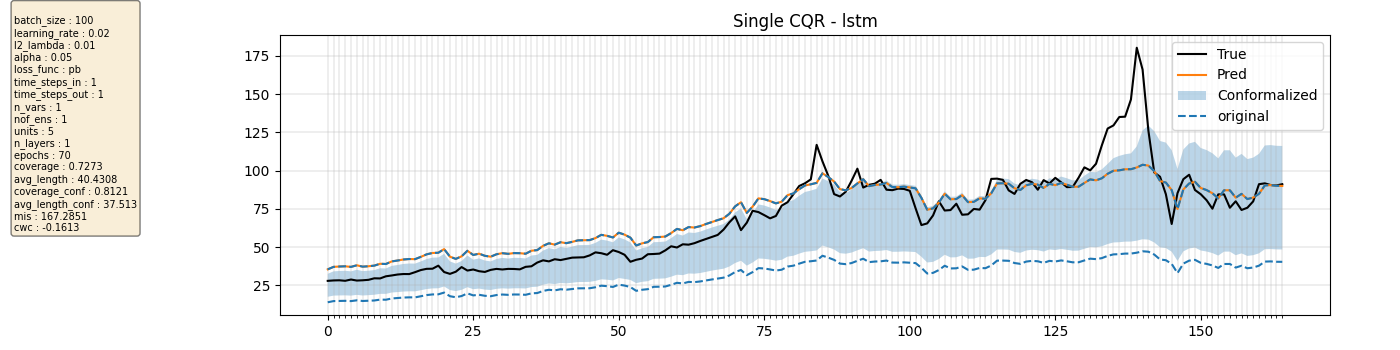 batch_size : 100
learning_rate : 0.02
l2_lambda : 0.01
alpha : 0.05
loss_func : pb
time_steps_in : 1
time_steps_out : 1
n_vars : 1
nof_ens : 1
units : 5
n_layers : 1
epochs : 70
coverage : 0.7273
avg_length : 40.4308
coverage_conf : 0.8121
avg_length_conf : 37.513
mis : 167.2851
cwc : -0.1613
Single CQR - lstm
175
150
125
100
75
50
25
0 25 50 75 100 125 150
True
Pred
Conformalized
original